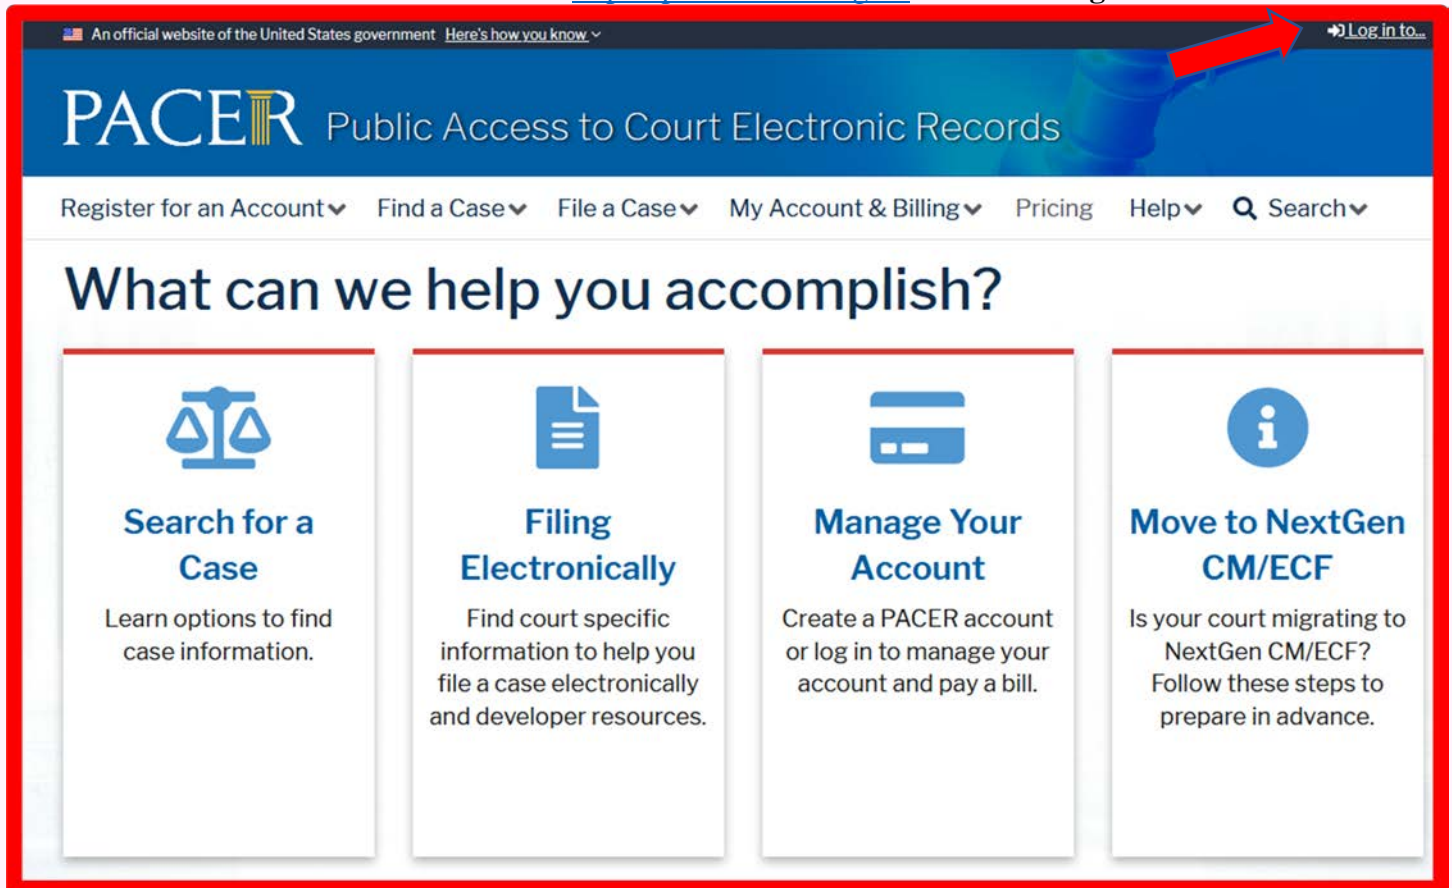 An official website of the United States government Here's how you know
Log in to...
PACER Public Access to Court Electronic Records
Register for an Account Find a Case File a Case My Account & Billing Pricing Help Search
What can we help you accomplish?
Search for a
Case
Learn options to find
case information.
Filing
Electronically
Find court specific
information to help you
file a case electronically
and developer resources.
Manage Your
Account
Create a PACER account
or log in to manage your
account and pay a bill.
Move to NextGen
CM/ECF
Is your court migrating to
NextGen CM/ECF?
Follow these steps to
prepare in advance.